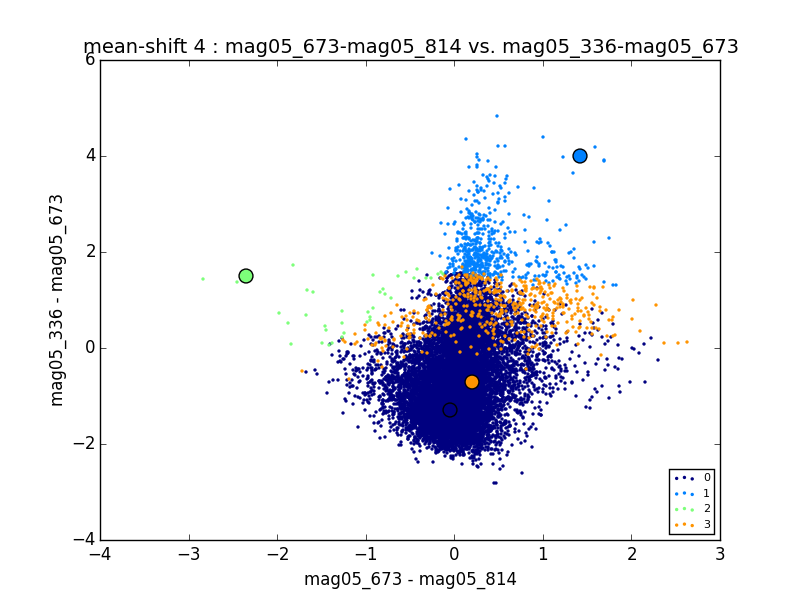 mean-shift 4 : mag05_673-mag05_814 vs. mag05_336-mag05_673
6
4
2
0
−2
−4
mag05_336 - mag05_673
−4 −3 −2 −1 0 1 2 3
mag05_673 - mag05_814
0
1
2
3